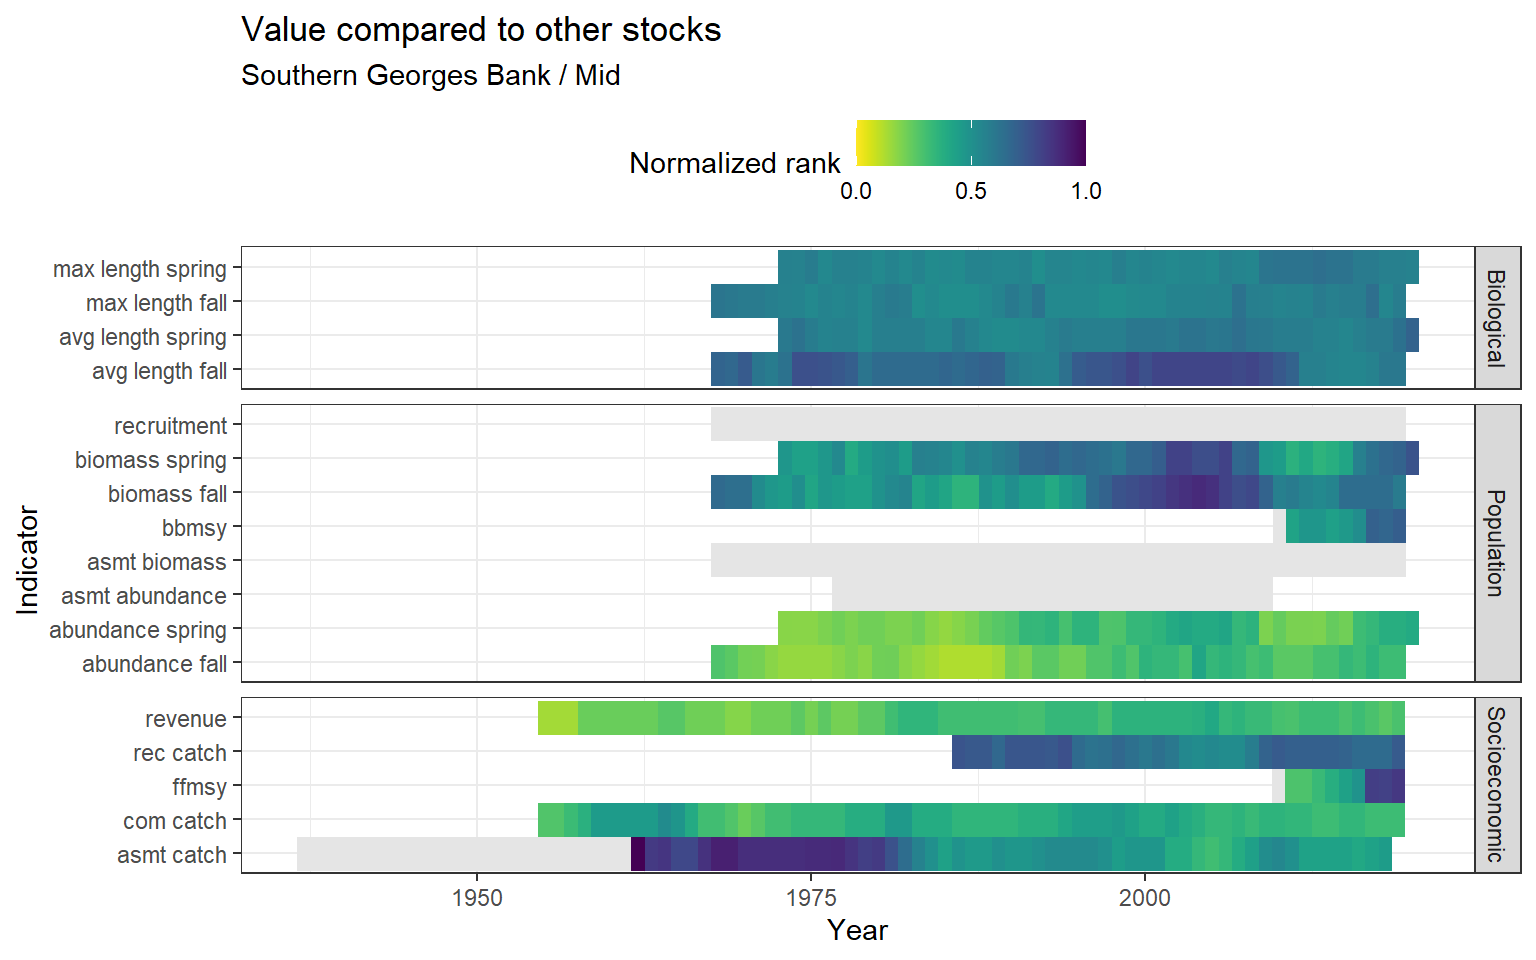 Value compared to other stocks
Southern Georges Bank / Mid
Normalized rank
0.0 0.5 1.0
max length spring
max length fall
avg length spring
avg length fall
Biological
recruitment
biomass spring
biomass fall
bbmsy
asmt biomass
asmt abundance
abundance spring
abundance fall
Population
revenue
rec catch
ffmsy
com catch
asmt catch
Socioeconomic
Indicator
1950 1975 2000
Year